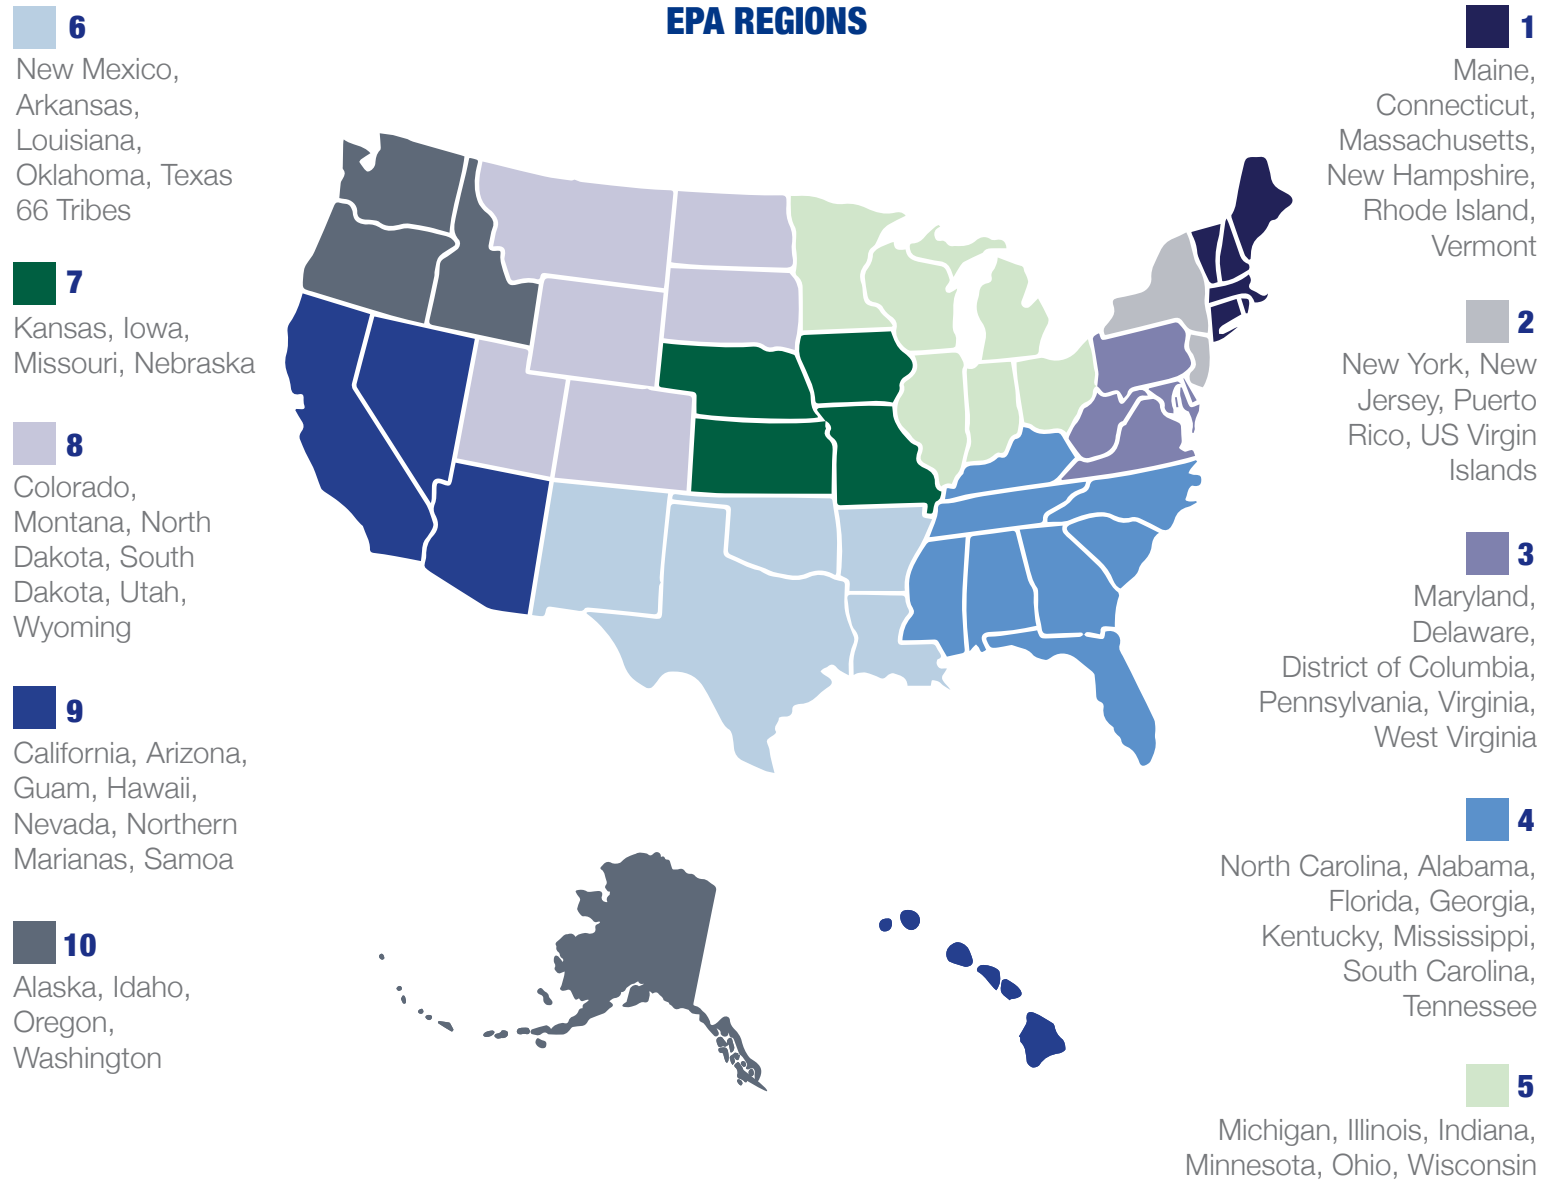 EPA REGIONS
6
New Mexico,
Arkansas,
Louisiana,
Oklahoma, Texas
66 Tribes
7
Kansas, Iowa,
Missouri, Nebraska
8
Colorado,
Montana, North
Dakota, South
Dakota, Utah,
Wyoming
9
California, Arizona,
Guam, Hawaii,
Nevada, Northern
Marianas, Samoa
10
Alaska, Idaho,
Oregon,
Washington
1
Maine,
Connecticut,
Massachusetts,
New Hampshire,
Rhode Island,
Vermont
2
New York, New
Jersey, Puerto
Rico, US Virgin
Islands
3
Maryland,
Delaware,
District of Columbia,
Pennsylvania, Virginia,
West Virginia
4
North Carolina, Alabama,
Florida, Georgia,
Kentucky, Mississippi,
South Carolina,
Tennessee
5
Michigan, Illinois, Indiana,
Minnesota, Ohio, Wisconsin